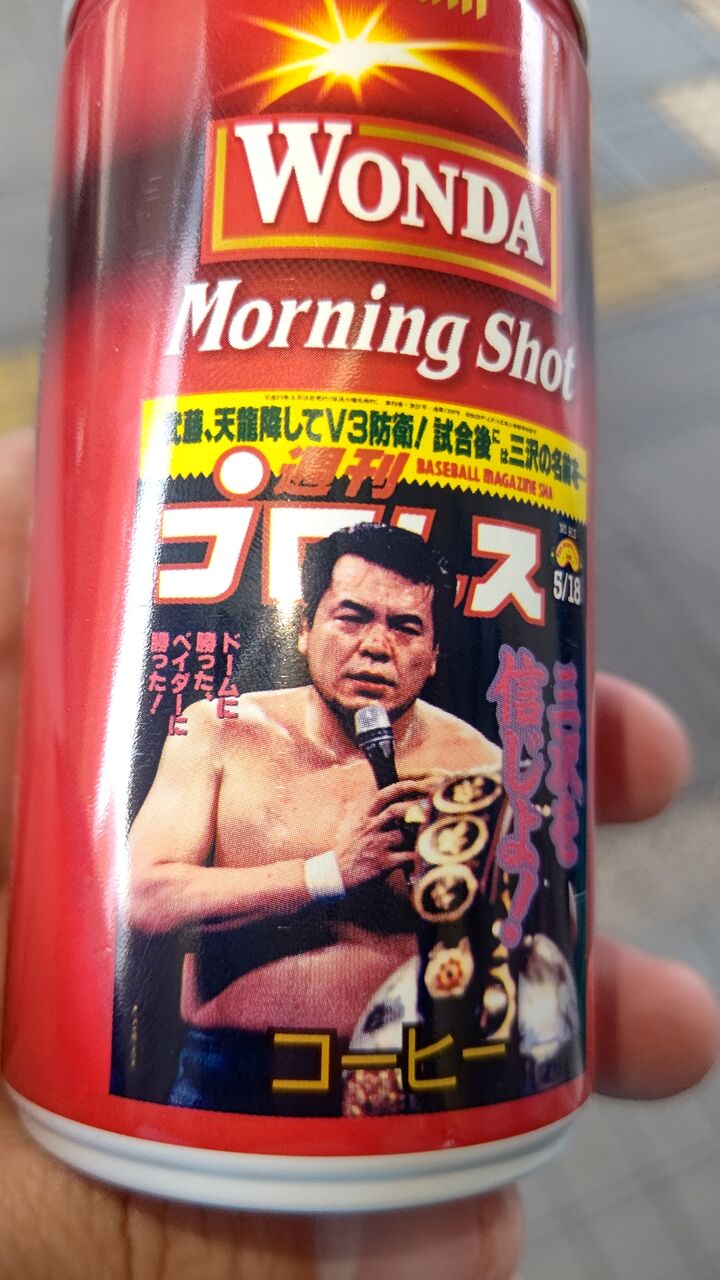 WONDA
Morning Shot
武藤、天龍降してV3防衛! 試合後には三沢の名前を
週刊
BASEBALL MAGAZINE SHA
プロレス
5/18
ドームに
勝った、
ベイダーに
勝った!
三沢を
信じよ!
コーヒー